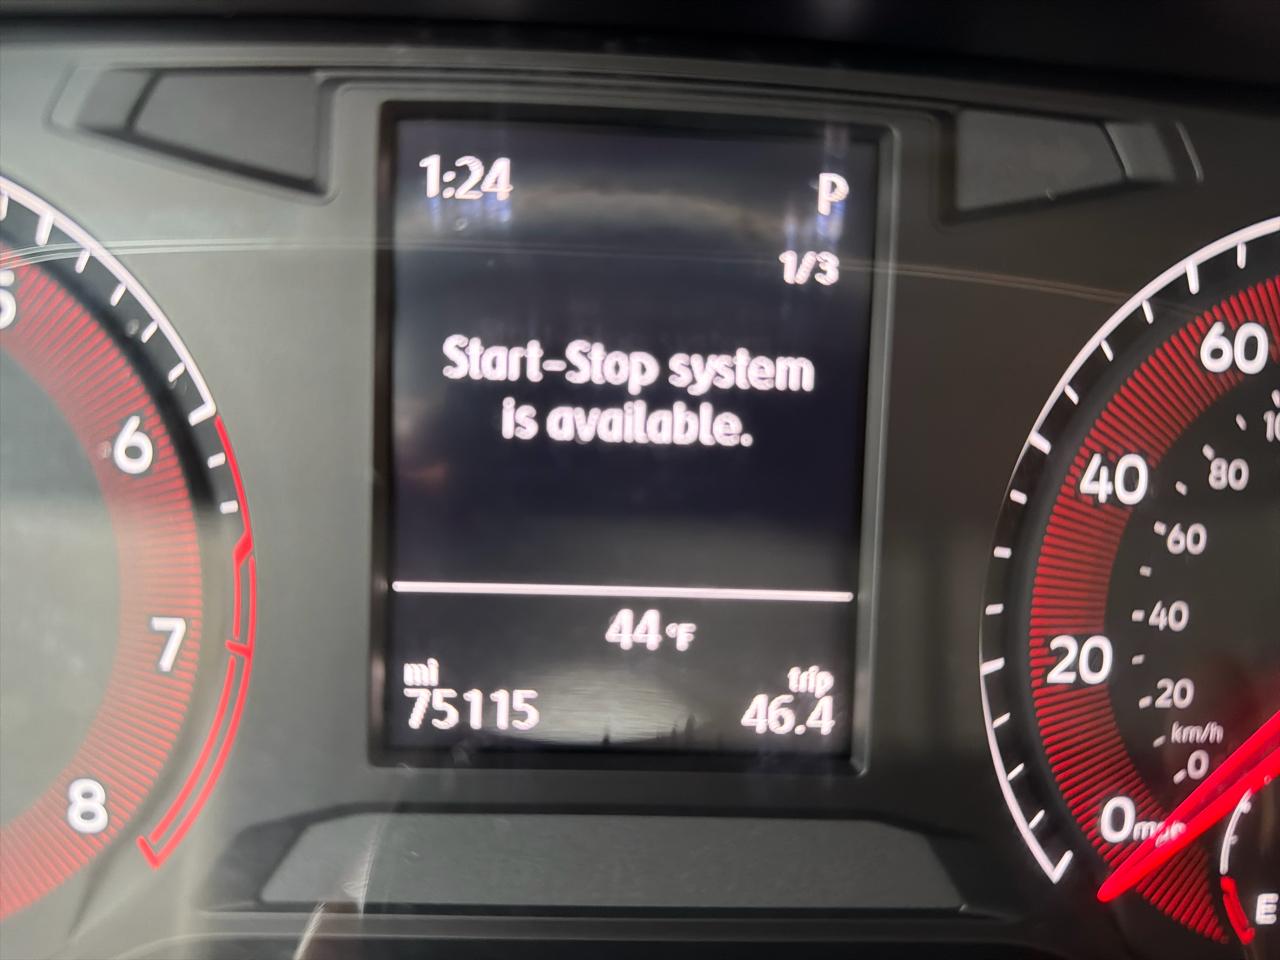 1:24
P
1/3
Start-Stop system
is available.
44 °F
mi
trip
75115
46.4
6
7
8
60
40
20
0
80
60
40
20
km/h
0
E